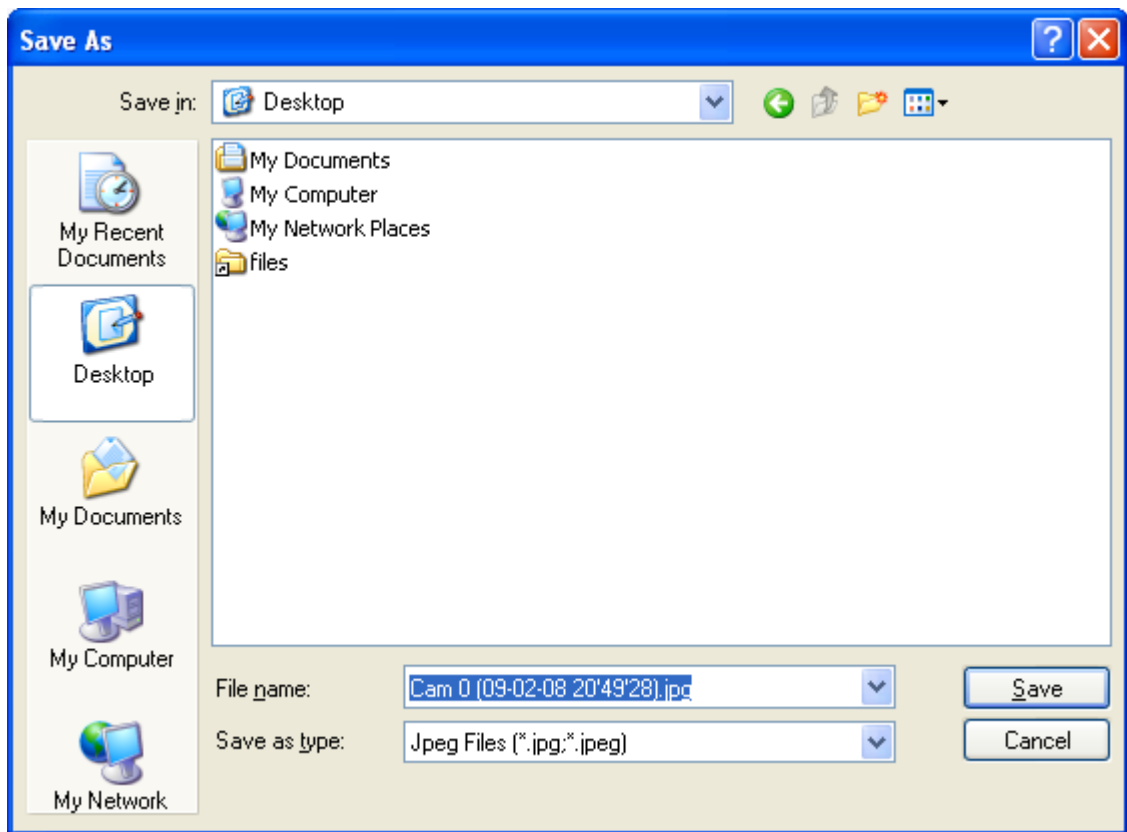 Save As
Save in:
Desktop
My Documents
My Computer
My Network Places
files
My Recent
Documents
Desktop
My Documents
My Computer
My Network
File name:
Cam 0 (09-02-08 20'49'28).jpg
Save
Save as type:
Jpeg Files (*.jpg;*.jpeg)
Cancel